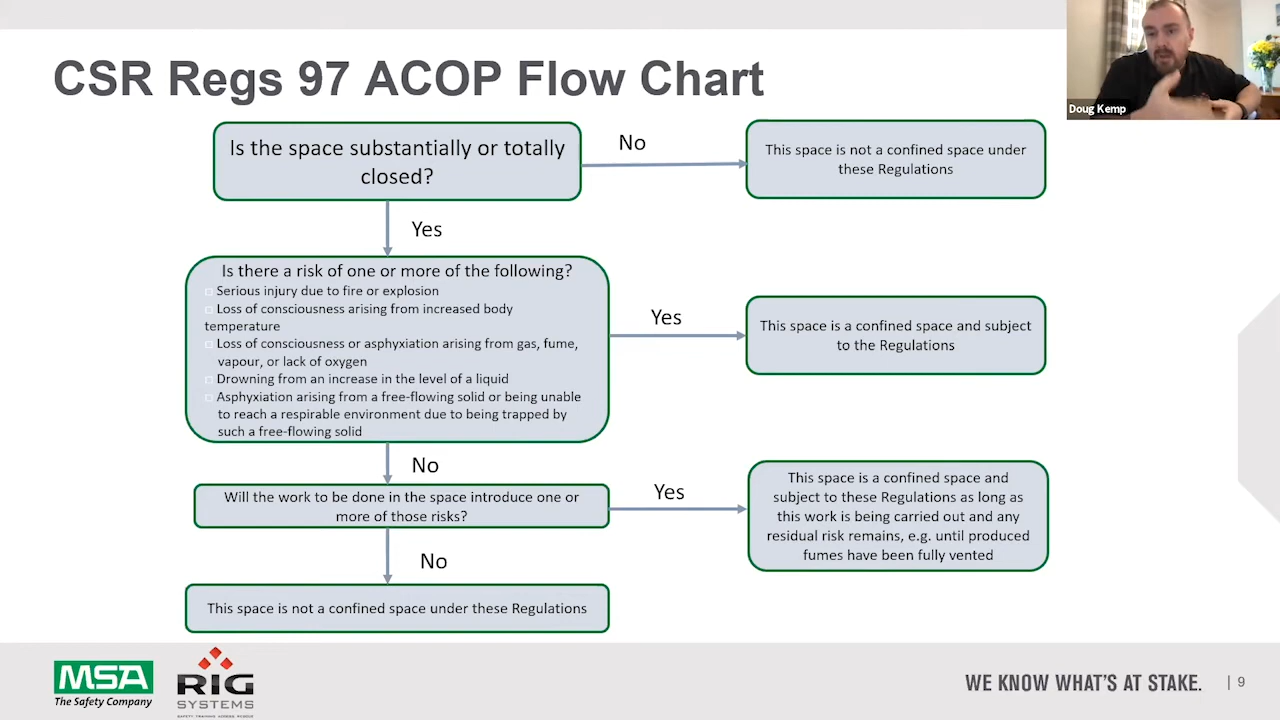 CSR Regs 97 ACOP Flow Chart
Doug Kemp
Is the space substantially or totally
closed?
No
This space is not a confined space under
these Regulations
Yes
Is there a risk of one or more of the following?
Serious injury due to fire or explosion
Loss of consciousness arising from increased body
temperature
Loss of consciousness or asphyxiation arising from gas, fume,
vapour, or lack of oxygen
Drowning from an increase in the level of a liquid
Asphyxiation arising from a free-flowing solid or being unable
to reach a respirable environment due to being trapped by
such a free-flowing solid
Yes
This space is a confined space and subject
to the Regulations
No
Will the work to be done in the space introduce one or
more of those risks?
Yes
This space is a confined space and
subject to these Regulations as long as
this work is being carried out and any
residual risk remains, e.g. until produced
fumes have been fully vented
No
This space is not a confined space under these Regulations
MSA
The Safety Company
RIG
SYSTEMS
SAFETY TRAINING ACCESS RESCUE
WE KNOW WHAT'S AT STAKE.
| 9